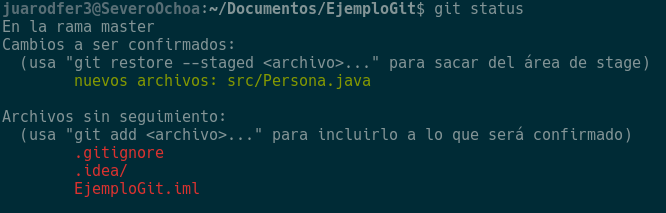 juarodfer3@SeveroOchoa:~/Documentos/EjemploGit$ git status
En la rama master
Cambios a ser confirmados:
  (usa "git restore --staged <archivo>..." para sacar del área de stage)
        nuevos archivos: src/Persona.java

Archivos sin seguimiento:
  (usa "git add <archivo>..." para incluirlo a lo que será confirmado)
        .gitignore
        .idea/
        EjemploGit.iml